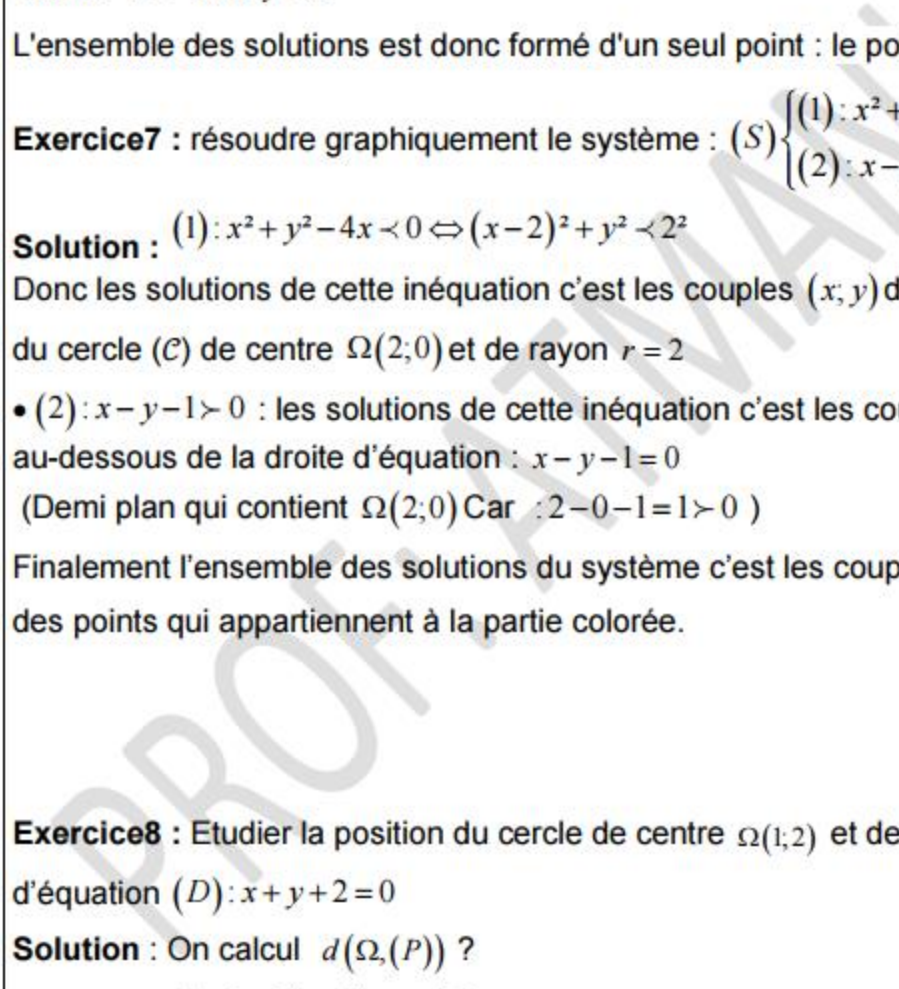 L'ensemble des solutions est donc formé d'un seul point : le
Exercice7 : résoudre graphiquement le système : (S){(1): x² +
(2): x −
Solution : (1): x² + y² − 4x ≺ 0 ⇔ (x−2)² + y² ≺ 2²
Donc les solutions de cette inéquation c'est les couples (x; y)
du cercle (C) de centre Ω(2;0) et de rayon r = 2
• (2): x − y − 1 ≻ 0 : les solutions de cette inéquation c'est les
au-dessous de la droite d'équation : x − y − 1 = 0
(Demi plan qui contient Ω(2;0) Car : 2−0−1=1 ≻ 0 )
Finalement l'ensemble des solutions du système c'est les
des points qui appartiennent à la partie colorée.
Exercice8 : Etudier la position du cercle de centre Ω(1;2) et de
d'équation (D): x + y + 2 = 0
Solution : On calcul d(Ω,(P)) ?
PROF: ATMAN